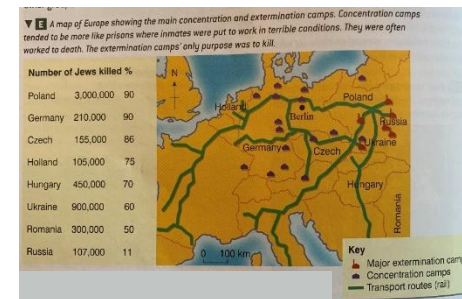 ▼ E A map of Europe showing the main concentration and extermination camps. Concentration camps
tended to be more like prisons where inmates were put to work in terrible conditions. They were often
worked to death. The extermination camps' only purpose was to kill.
Number of Jews killed %
Poland 3,000,000 90
Germany 210,000 90
Czech 155,000 86
Holland 105,000 75
Hungary 450,000 70
Ukraine 900,000 60
Romania 300,000 50
Russia 107,000 11
N
Holland
Berlin
Poland
Russia
Ukraine
Germany
Czech
Hungary
Romania
0 100 km
Key
Major extermination cam
Concentration camps
Transport routes (rail)